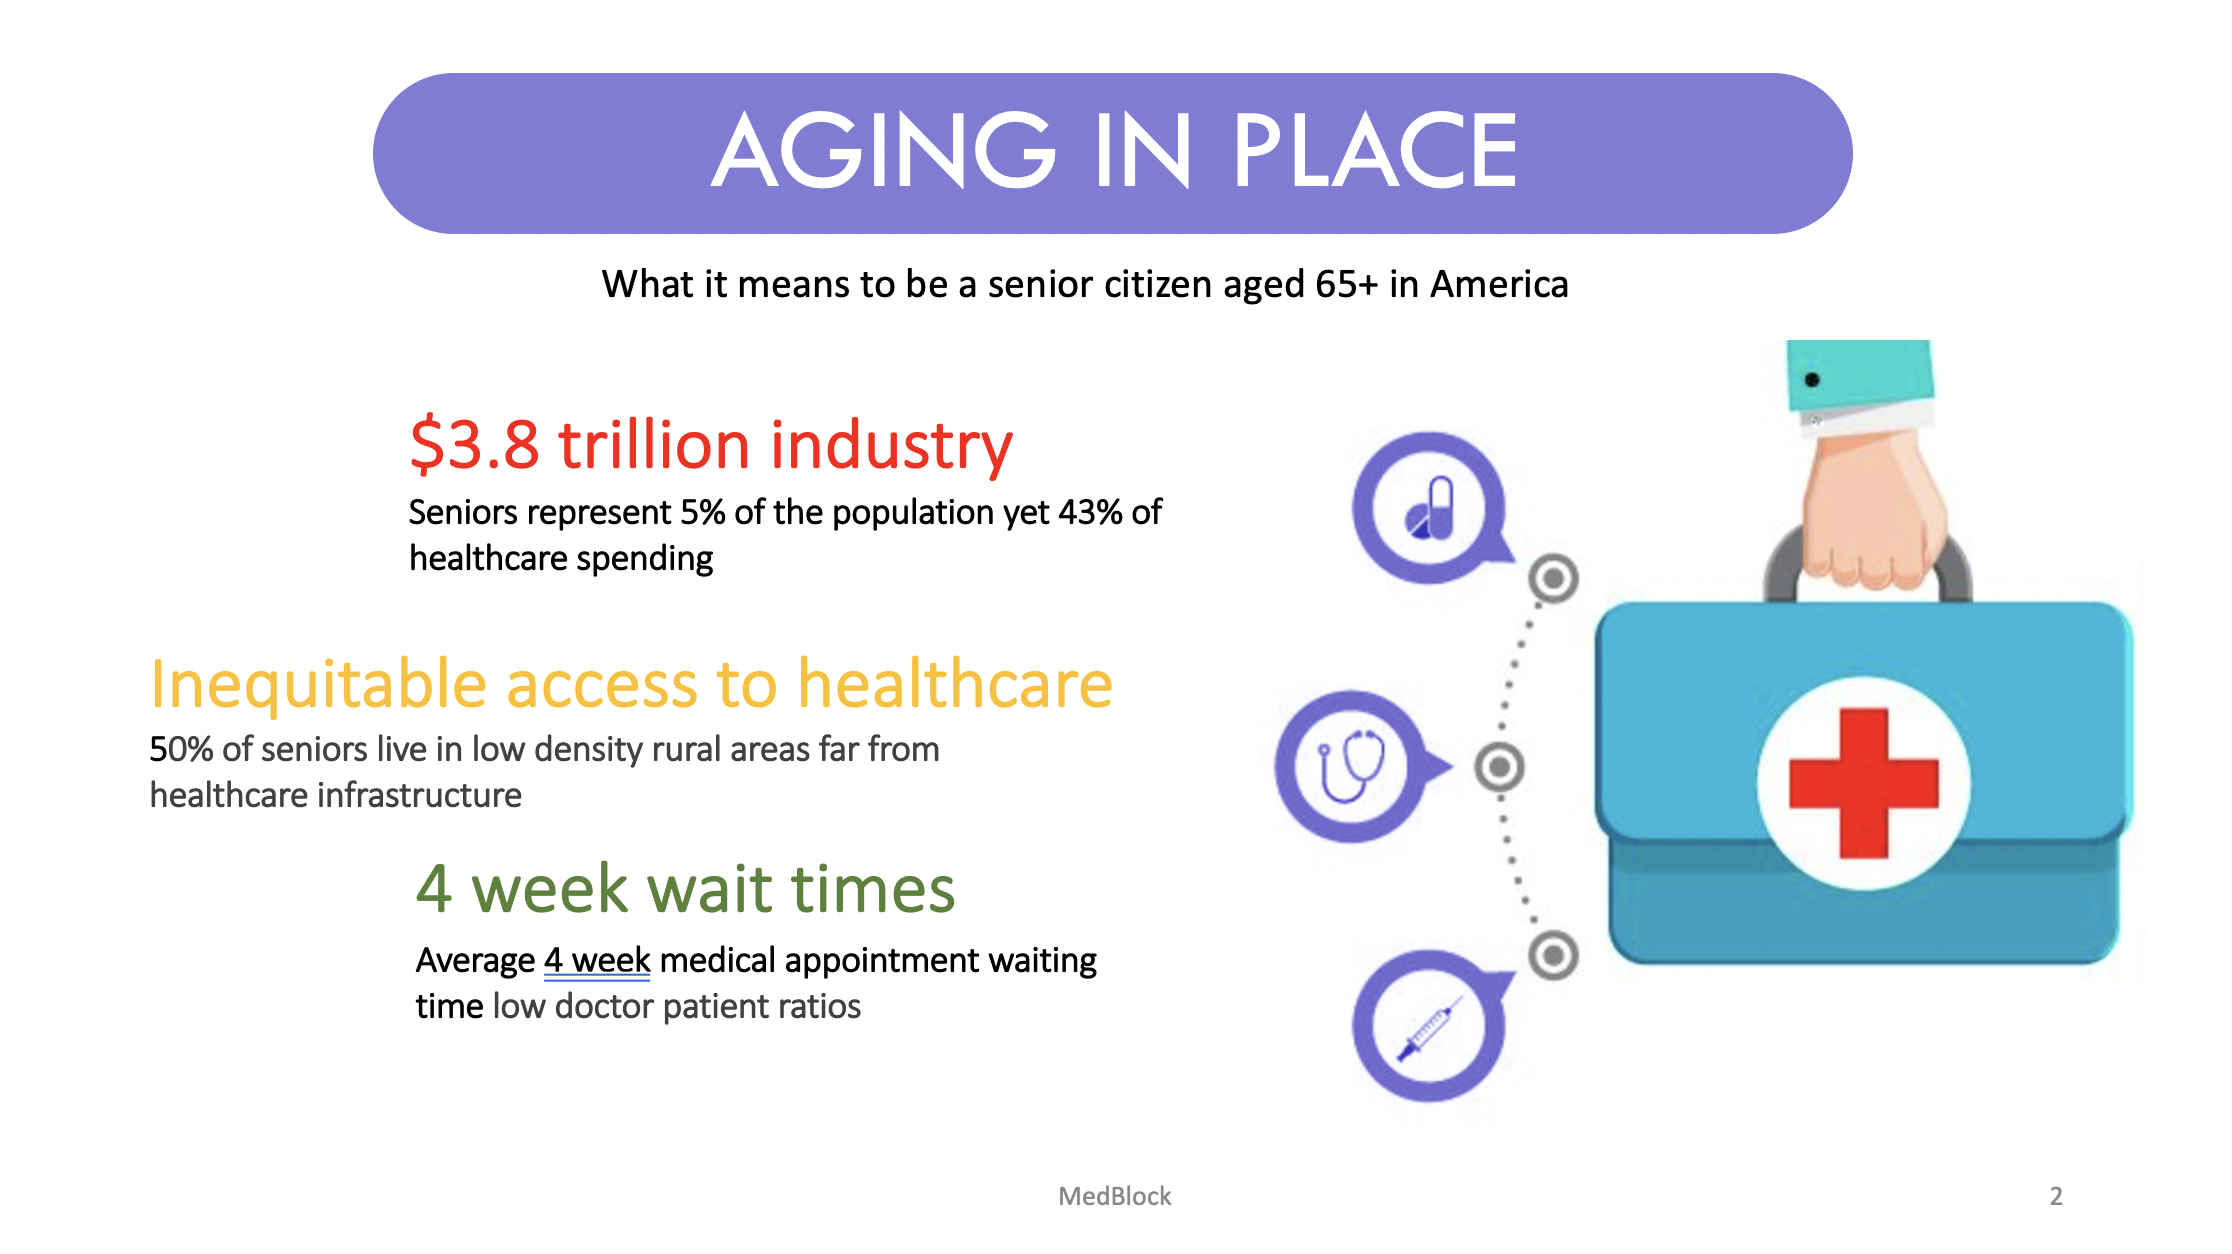 AGING IN PLACE
What it means to be a senior citizen aged 65+ in America
$3.8 trillion industry
Seniors represent 5% of the population yet 43% of
healthcare spending
Inequitable access to healthcare
50% of seniors live in low density rural areas far from
healthcare infrastructure
4 week wait times
Average 4 week medical appointment waiting
time low doctor patient ratios
MedBlock
2